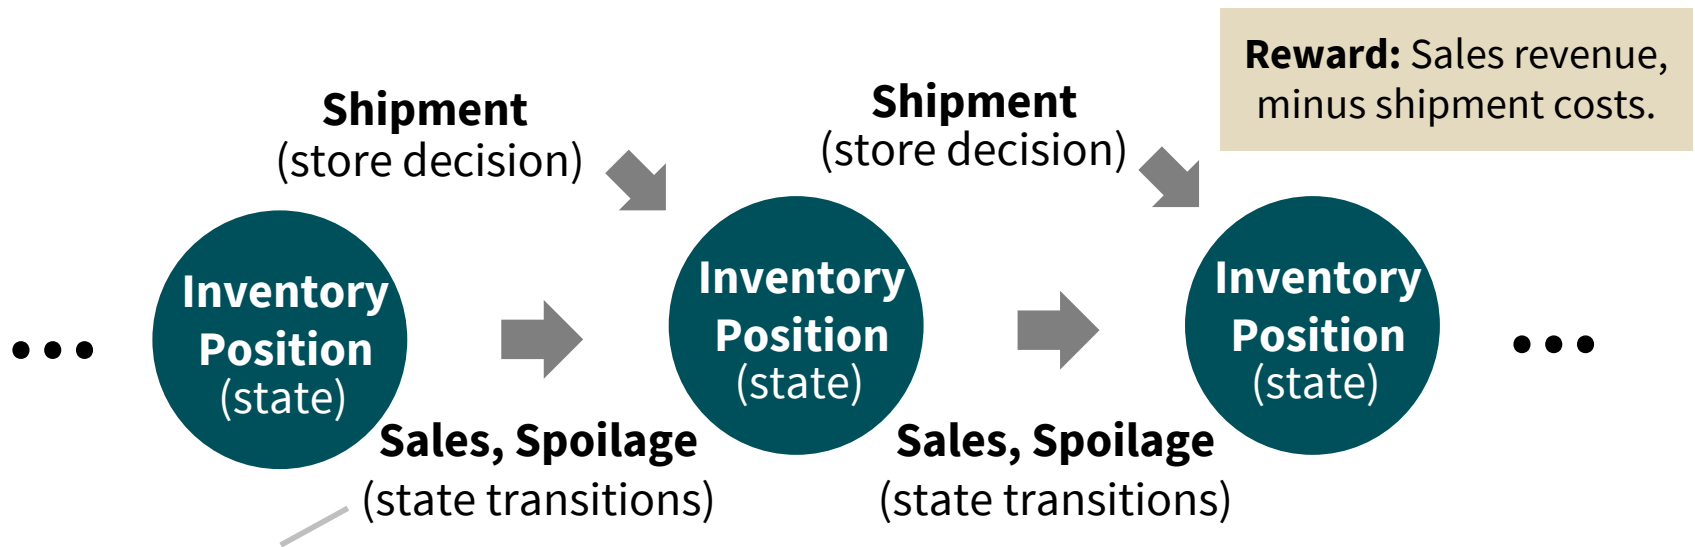 Reward: Sales revenue,
minus shipment costs.
Shipment
(store decision)
Shipment
(store decision)
Inventory
Position
(state)
Inventory
Position
(state)
Inventory
Position
(state)
Sales, Spoilage
(state transitions)
Sales, Spoilage
(state transitions)